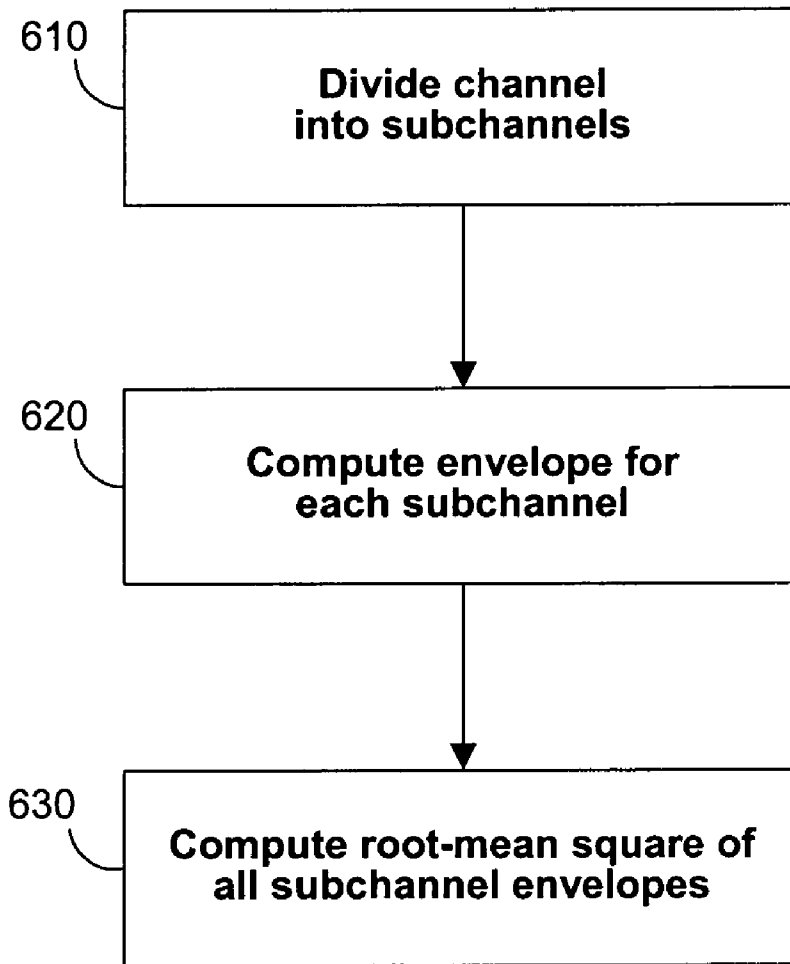 610
Divide channel
into subchannels
620
Compute envelope for
each subchannel
630
Compute root-mean square of
all subchannel envelopes